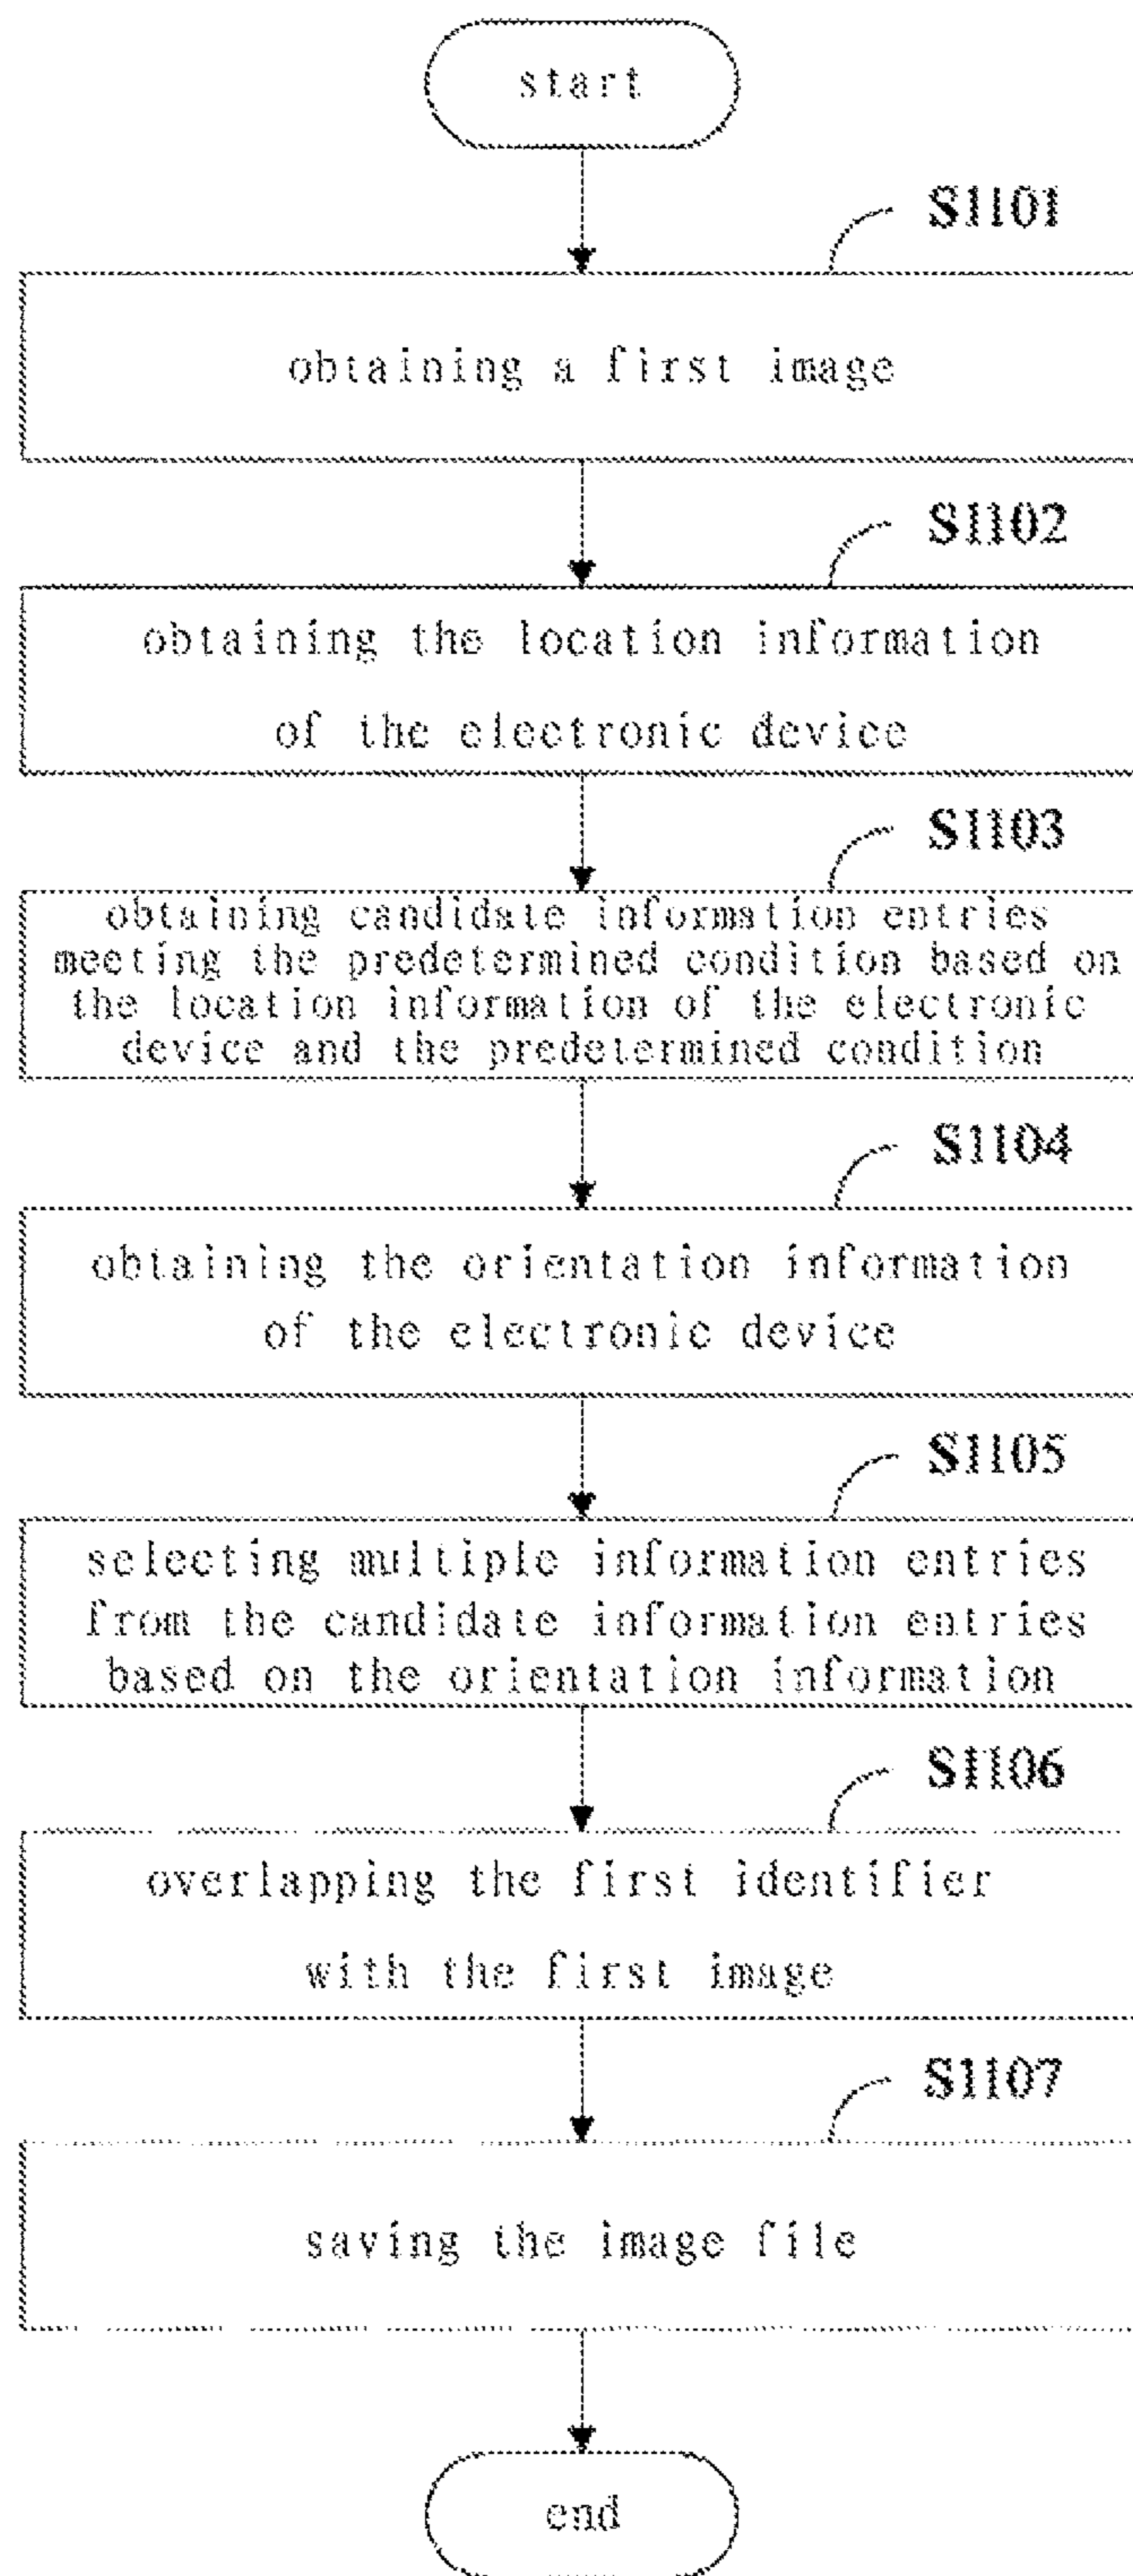 start
S1101
obtaining a first image
S1102
obtaining the location information
of the electronic device
S1103
obtaining candidate information entries
meeting the predetermined condition based on
the location information of the electronic
device and the predetermined condition
S1104
obtaining the orientation information
of the electronic device
S1105
selecting multiple information entries
from the candidate information entries
based on the orientation information
S1106
overlapping the first identifier
with the first image
S1107
saving the image file
end